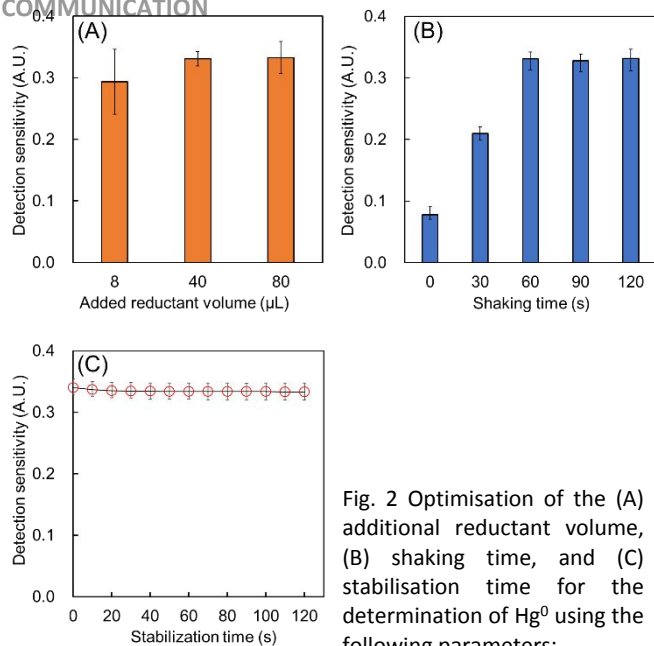 COMMUNICATION
(A)
Detection sensitivity (A.U.)
0.4
0.3
0.2
0.1
0.0
8 40 80
Added reductant volume (µL)
(B)
Detection sensitivity (A.U.)
0.4
0.3
0.2
0.1
0.0
0 30 60 90 120
Shaking time (s)
(C)
Detection sensitivity (A.U.)
0.4
0.3
0.2
0.1
0.0
0 20 40 60 80 100 120
Stabilization time (s)
Fig. 2 Optimisation of the (A)
additional reductant volume,
(B) shaking time, and (C)
stabilisation time for the
determination of Hg⁰ using the
following parameters: